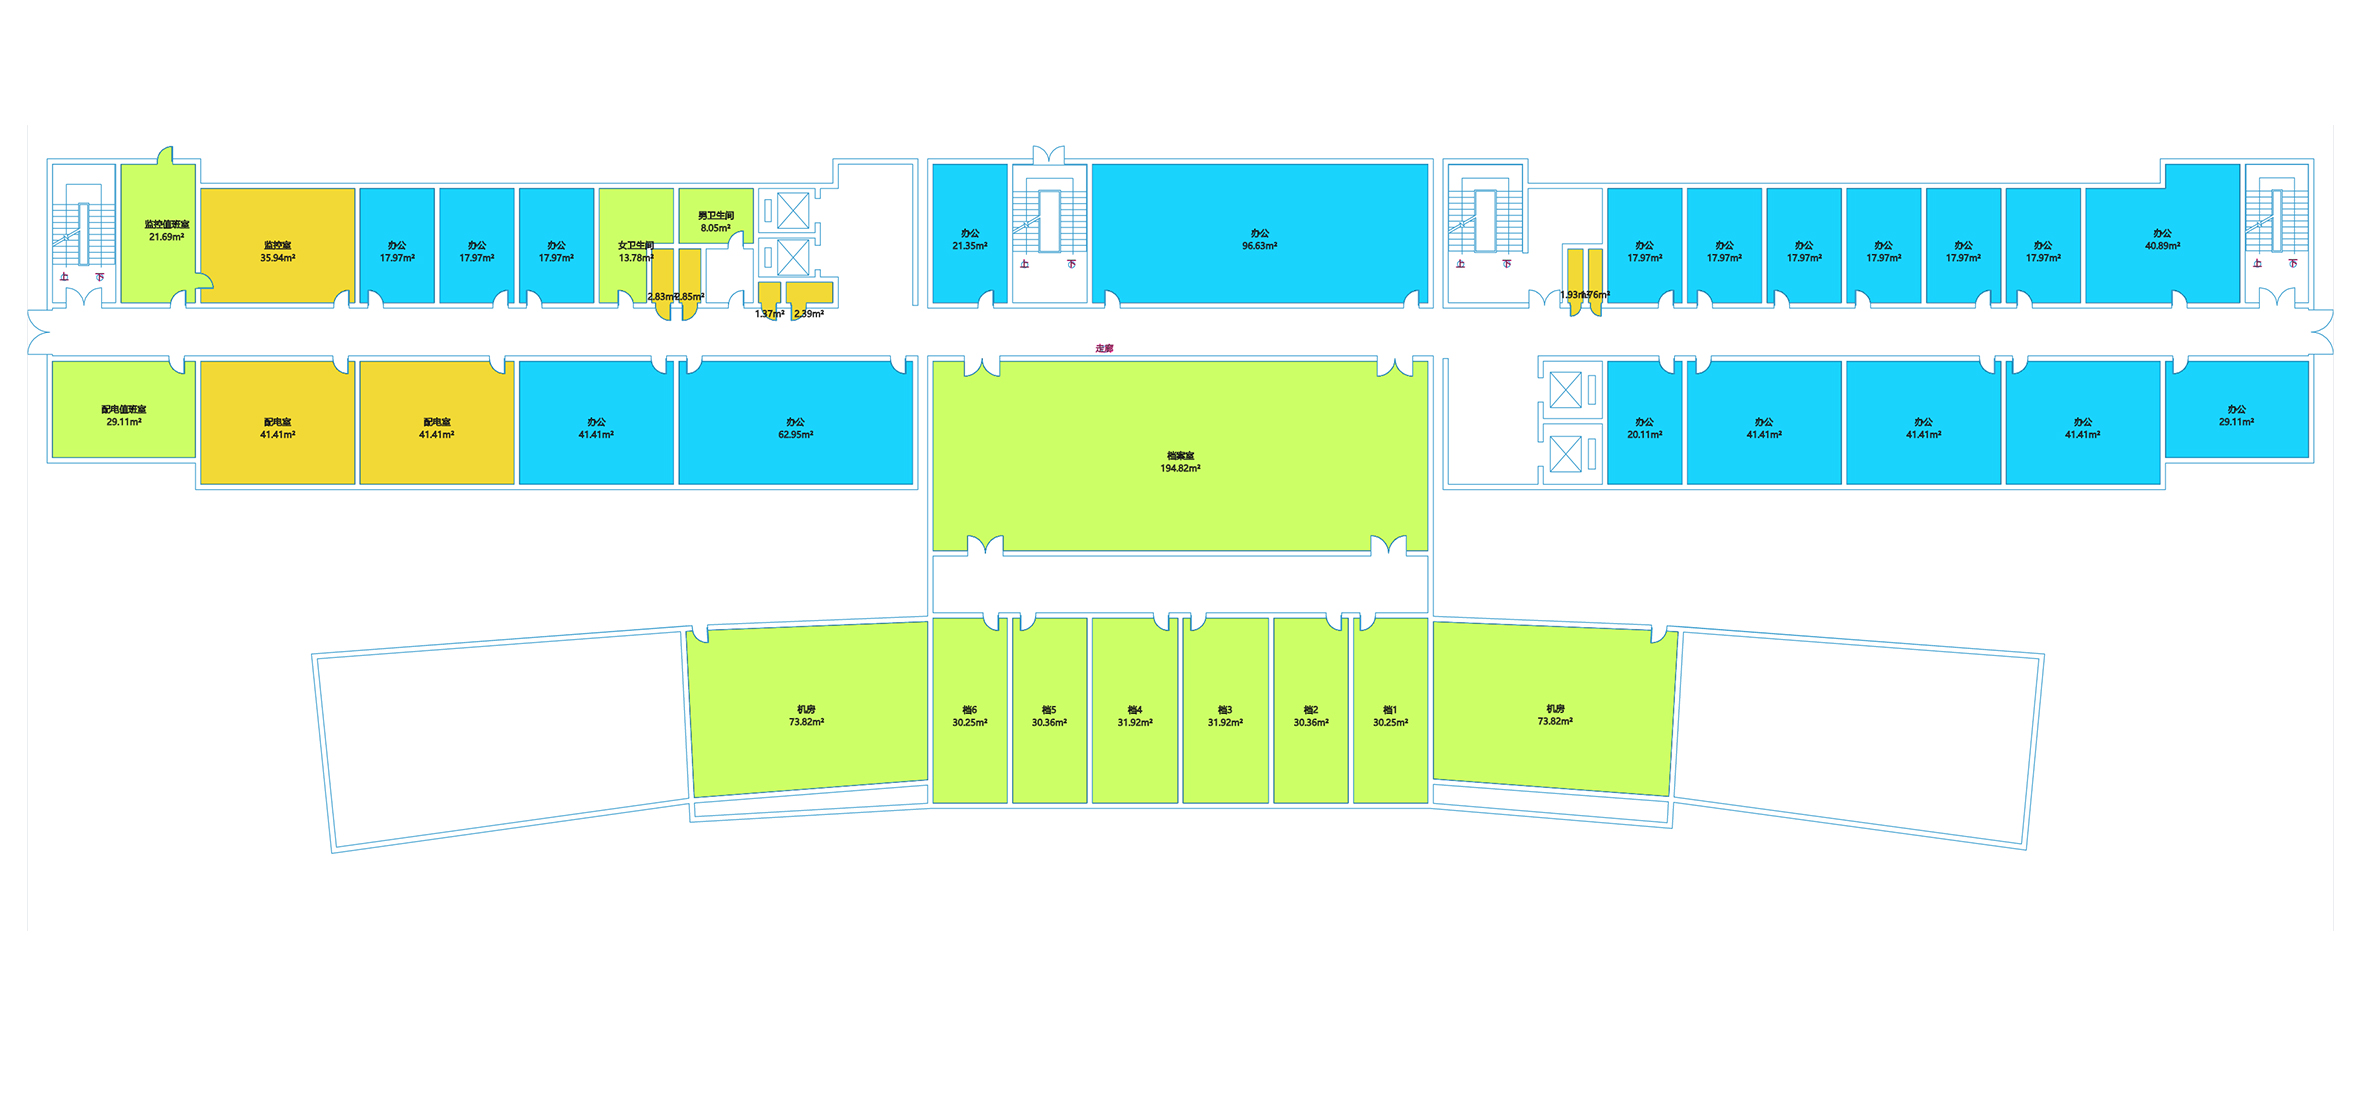 监控值班室
21.69m²
监控室
35.94m²
办公
17.97m²
办公
17.97m²
办公
17.97m²
女卫生间
13.78m²
男卫生间
8.05m²
2.83m²
2.85m²
1.37m²
2.39m²
上
下
办公
21.35m²
上
下
办公
96.63m²
上
下
1.93m²
1.76m²
办公
17.97m²
办公
17.97m²
办公
17.97m²
办公
17.97m²
办公
17.97m²
办公
17.97m²
办公
40.89m²
上
下
走廊
配电值班室
29.11m²
配电室
41.41m²
配电室
41.41m²
办公
41.41m²
办公
62.95m²
档案室
194.82m²
办公
20.11m²
办公
41.41m²
办公
41.41m²
办公
41.41m²
办公
29.11m²
机房
73.82m²
档6
30.25m²
档5
30.36m²
档4
31.92m²
档3
31.92m²
档2
30.36m²
档1
30.25m²
机房
73.82m²